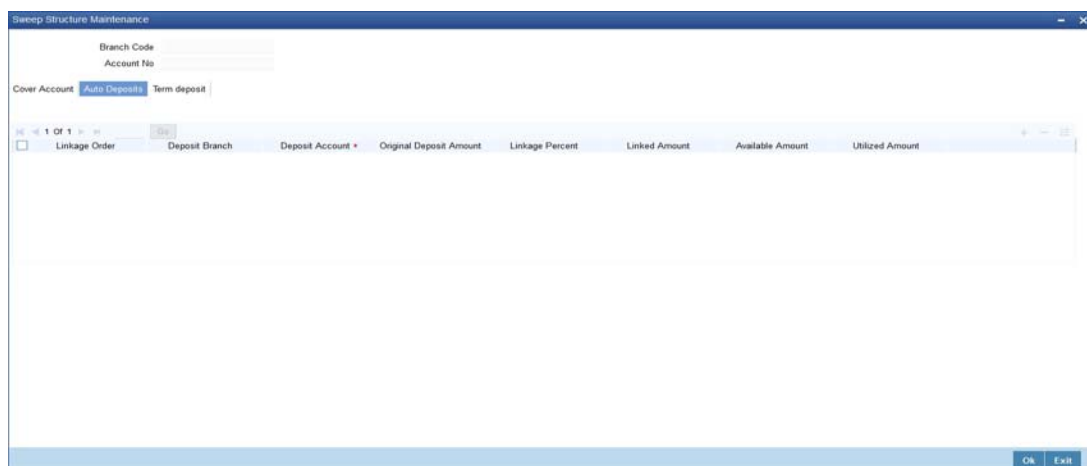 Sweep Structure Maintenance
Branch Code
Account No
Cover Account Auto Deposits Term deposit
1 Of 1 Go
Linkage Order Deposit Branch Deposit Account * Original Deposit Amount Linkage Percent Linked Amount Available Amount Utilized Amount
Ok Exit